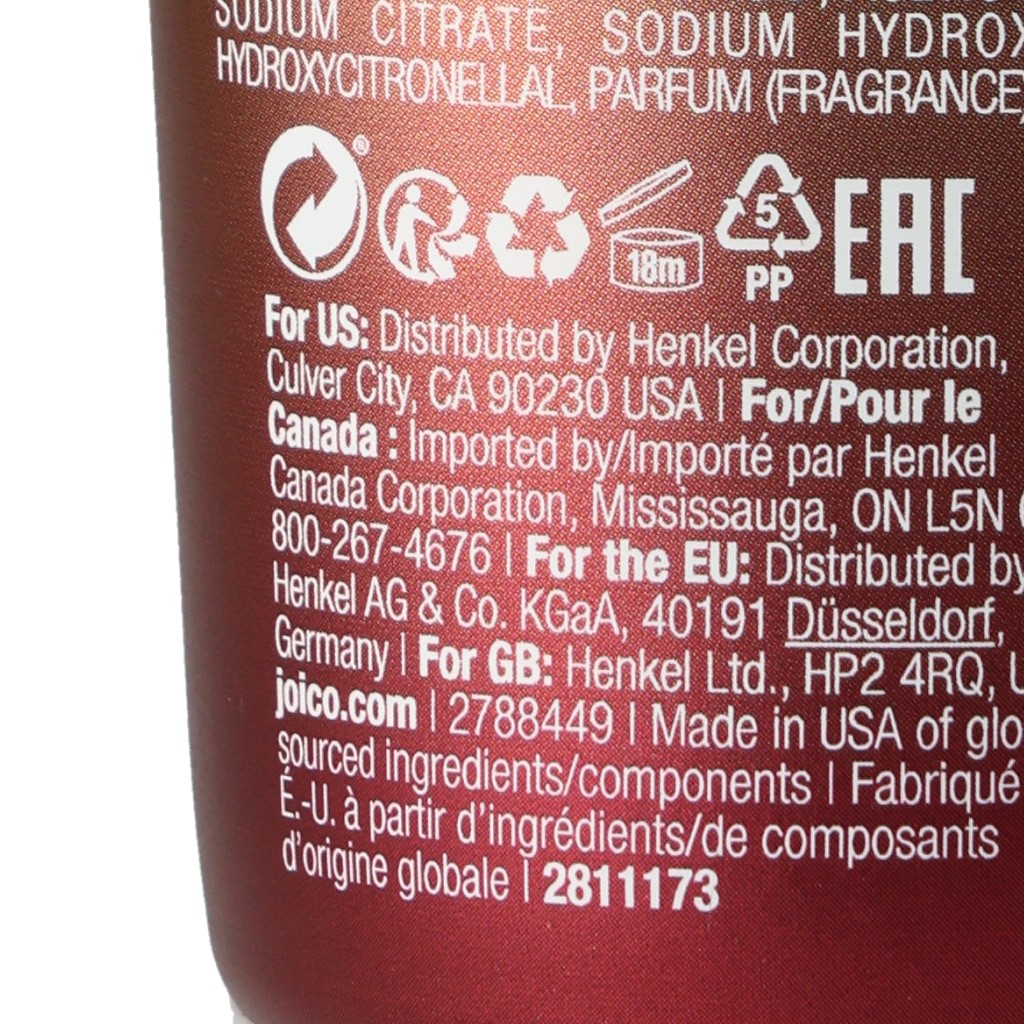 SODIUM CITRATE, SODIUM
HYDROXYCITRONELLAL, PARFUM (FRAGRANCE)
®
18m
5
PP
EAC
For US: Distributed by Henkel Corporation,
Culver City, CA 90230 USA | For/Pour le
Canada : Imported by/Importé par Henkel
Canada Corporation, Mississauga, ON L5N
800-267-4676 | For the EU: Distributed by
Henkel AG & Co. KGaA, 40191 Düsseldorf,
Germany | For GB: Henkel Ltd., HP2 4RQ,
joico.com | 2788449 | Made in USA of
sourced ingredients/components | Fabriqué
É.-U. à partir d'ingrédients/de composants
d'origine globale | 2811173